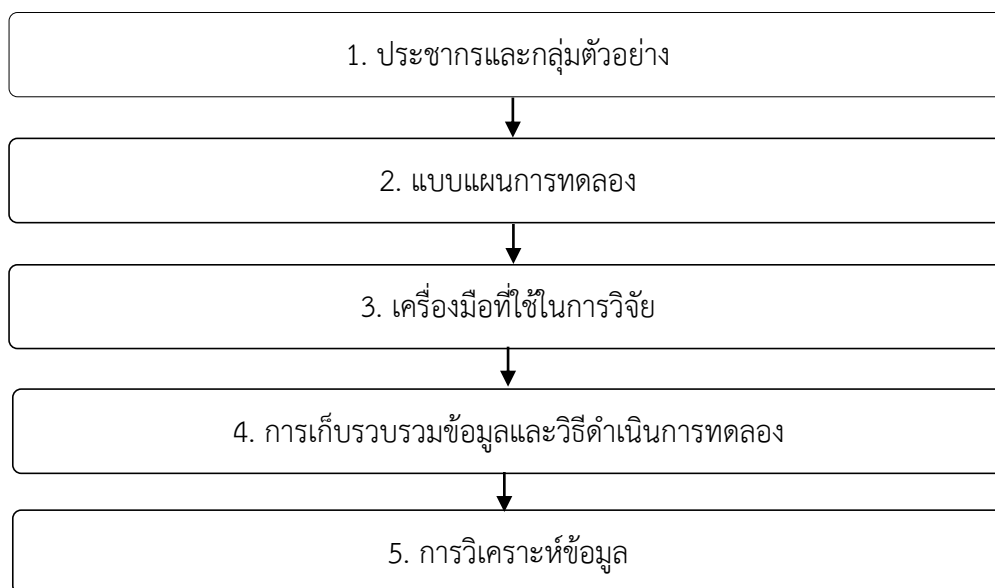 1. ประชากรและกลุ่มตัวอย่าง
2. แบบแผนการทดลอง
3. เครื่องมือที่ใช้ในการวิจัย
4. การเก็บรวบรวมข้อมูลและวิธีดำเนินการทดลอง
5. การวิเคราะห์ข้อมูล